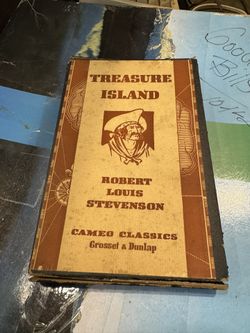 TREASURE
ISLAND
ROBERT
LOUIS
STEVENSON
CAMEO CLASSICS
Grosset & Dunlap